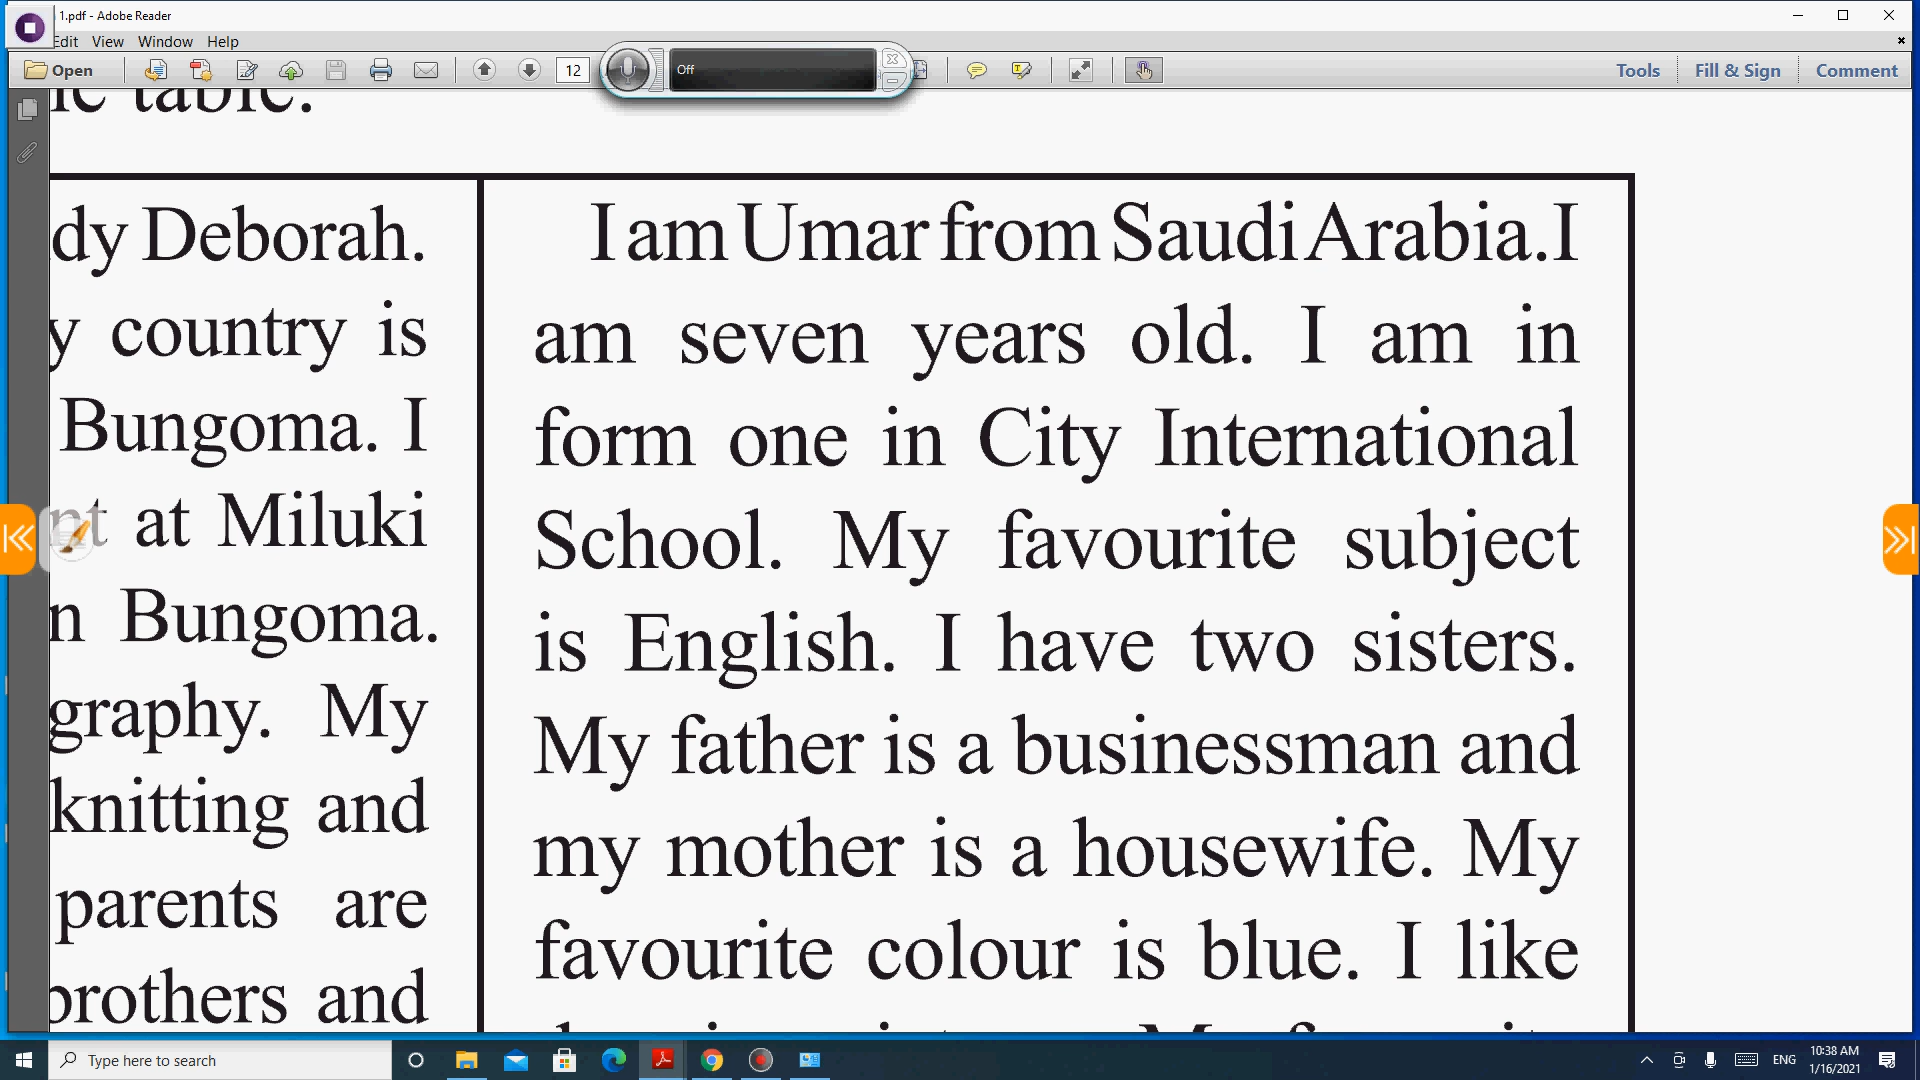 1.pdf - Adobe Reader
Edit View Window Help
Open
12
Off
Tools Fill & Sign Comment
table.
Deborah.
country is
Bungoma. I
at Miluki
Bungoma.
My
knitting and
parents are
brothers and
I am Umar from Saudi Arabia. I
am seven years old. I am in
form one in City International
School. My favourite subject
is English. I have two sisters.
My father is a businessman and
my mother is a housewife. My
favourite colour is blue. I like
Type here to search
ENG
10:38 AM
1/16/2021